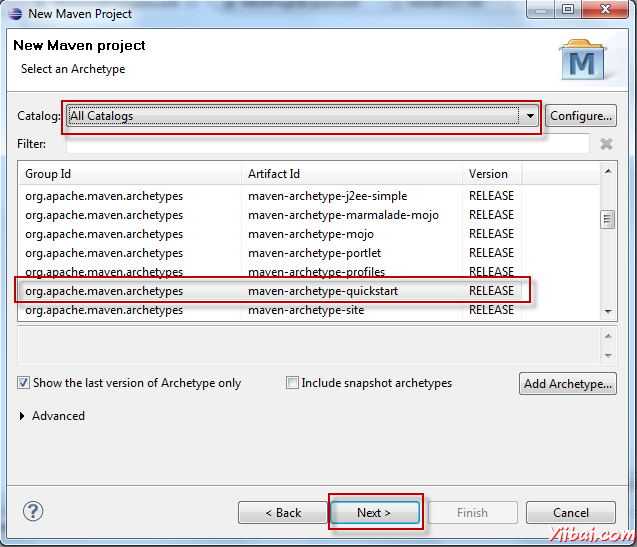 New Maven Project
New Maven project
Select an Archetype
M
Catalog: All Catalogs Configure...
Filter:
Group Id Artifact Id Version
org.apache.maven.archetypes maven-archetype-j2ee-simple RELEASE
org.apache.maven.archetypes maven-archetype-marmalade-mojo RELEASE
org.apache.maven.archetypes maven-archetype-mojo RELEASE
org.apache.maven.archetypes maven-archetype-portlet RELEASE
org.apache.maven.archetypes maven-archetype-profiles RELEASE
org.apache.maven.archetypes maven-archetype-quickstart RELEASE
org.apache.maven.archetypes maven-archetype-site RELEASE
Show the last version of Archetype only Include snapshot archetypes Add Archetype...
Advanced
? < Back Next > Finish Cancel
Yiibai.com